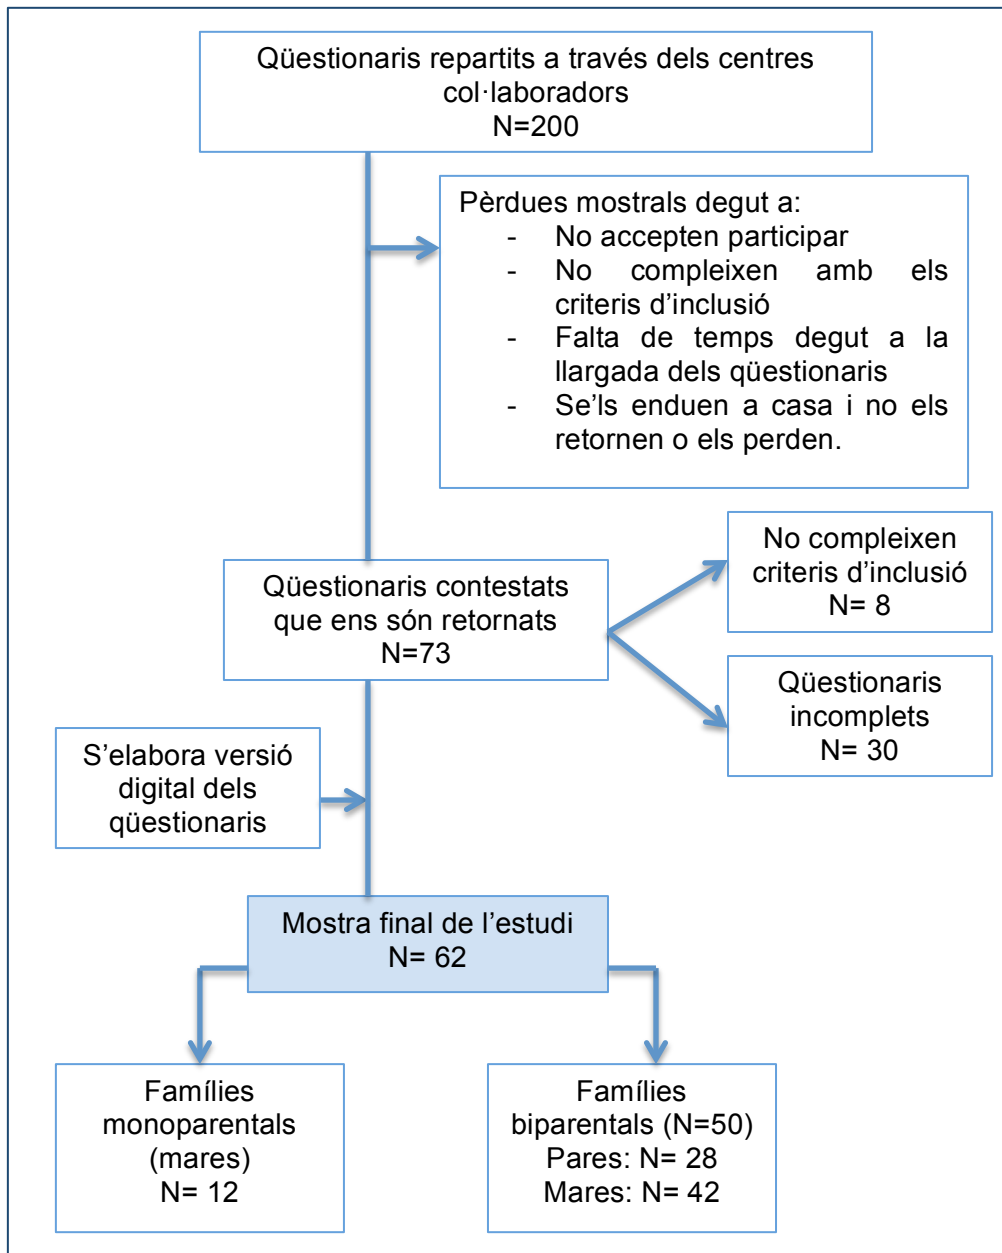 Qüestionaris repartits a través dels centres
col·laboradors
N=200
Pèrdues mostrals degut a:
- No accepten participar
- No compleixen amb els
criteris d’inclusió
- Falta de temps degut a la
llargada dels qüestionaris
- Se’ls enduen a casa i no els
retornen o els perden.
No compleixen
criteris d’inclusió
N= 8
Qüestionaris contestats
que ens són retornats
N=73
Qüestionaris
incomplets
N= 30
S’elabora versió
digital dels
qüestionaris
Mostra final de l’estudi
N= 62
Famílies
monoparentals
(mares)
N= 12
Famílies
biparentals (N=50)
Pares: N= 28
Mares: N= 42